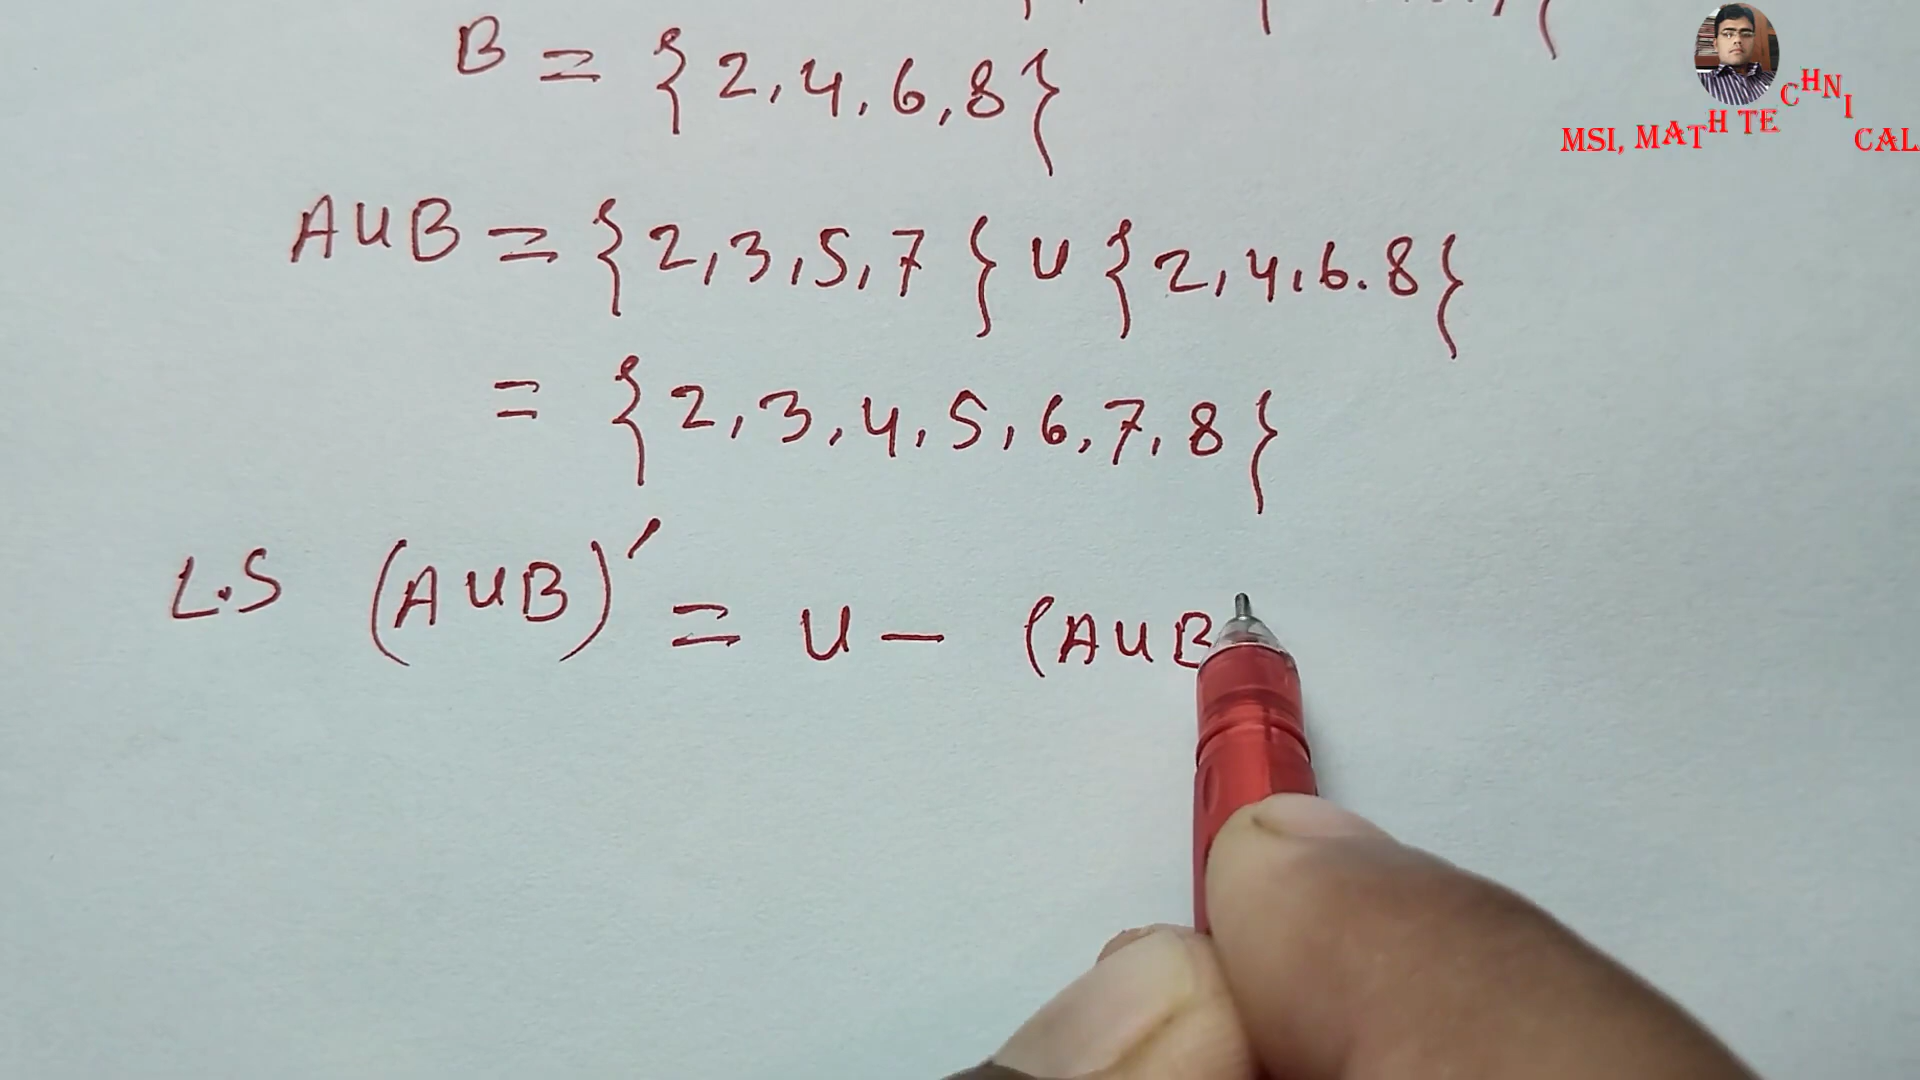 B = {2,4,6,8}
MSI, MATH TECHNICAL
AUB = {2,3,5,7} U {2,4,6.8}
= {2,3,4,5,6,7,8}
L.S (AUB)' = U - (AUB